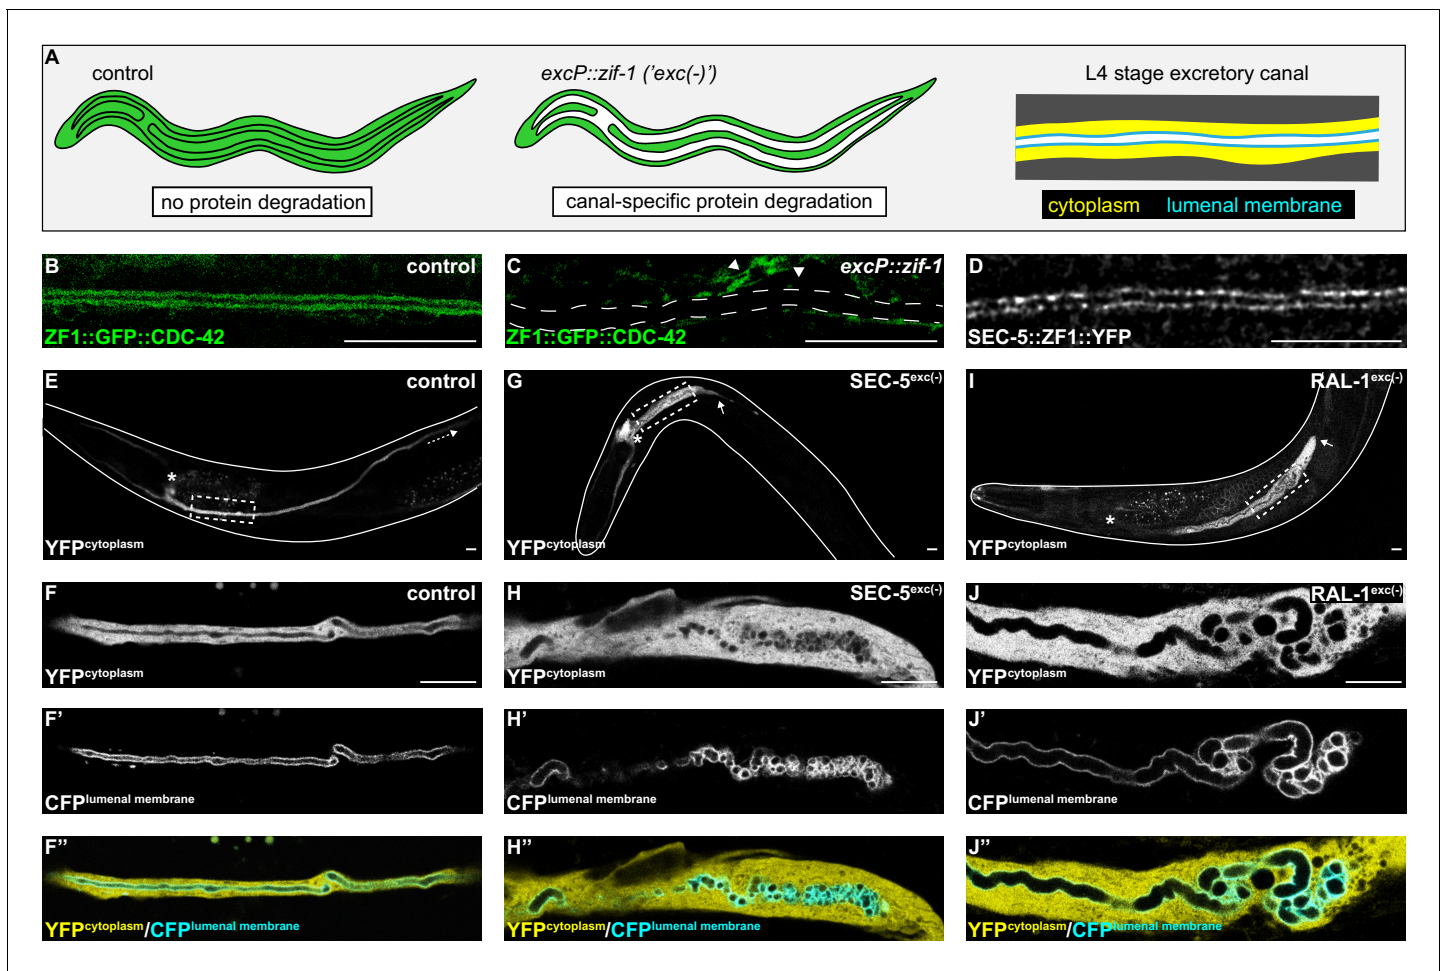 A
control
excP::zif-1 ('exc(-)')
L4 stage excretory canal
no protein degradation
canal-specific protein degradation
cytoplasm lumenal membrane
B control
ZF1::GFP::CDC-42
C excP::zif-1
ZF1::GFP::CDC-42
D
SEC-5::ZF1::YFP
E control
*
YFPcytoplasm
G SEC-5exc(-)
*
YFPcytoplasm
I RAL-1exc(-)
*
YFPcytoplasm
F control
YFPcytoplasm
H SEC-5exc(-)
YFPcytoplasm
J RAL-1exc(-)
YFPcytoplasm
F'
CFPlumenal membrane
H'
CFPlumenal membrane
J'
CFPlumenal membrane
F''
YFPcytoplasm/CFPlumenal membrane
H''
YFPcytoplasm/CFPlumenal membrane
J''
YFPcytoplasm/CFPlumenal membrane